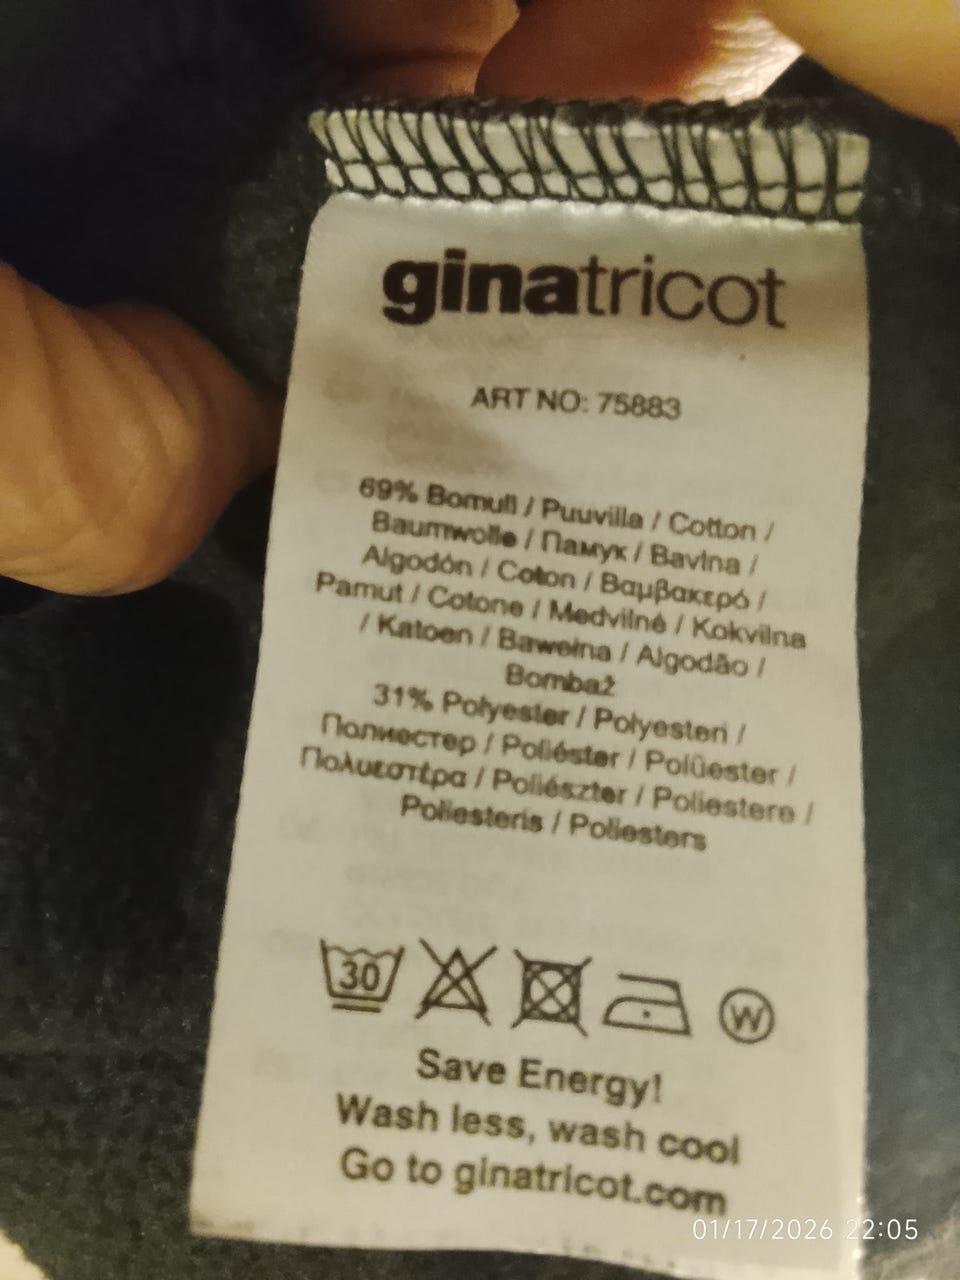 ginatricot
ART NO: 75883
69% Bomull / Puuvilla / Cotton /
Baumwolle / Памук / Bavlna /
Algodón / Coton / Βαμβακερό /
Pamut / Cotone / Medvilné / Kokvilna
/ Katoen / Bawełna / Algodão /
Bombaž
31% Polyester / Polyesteri /
Полиестер / Poliéster / Polüester /
Πολυεστέρα / Poliészter / Poliestere /
Poliesteris / Poliesters
30
W
Save Energy!
Wash less, wash cool
Go to ginatricot.com
01/17/2026 22:05